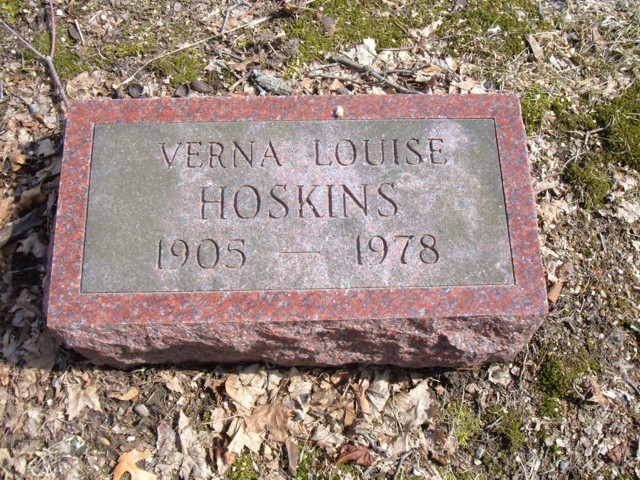 VERNA LOUISE
HOSKINS
1905 — 1978